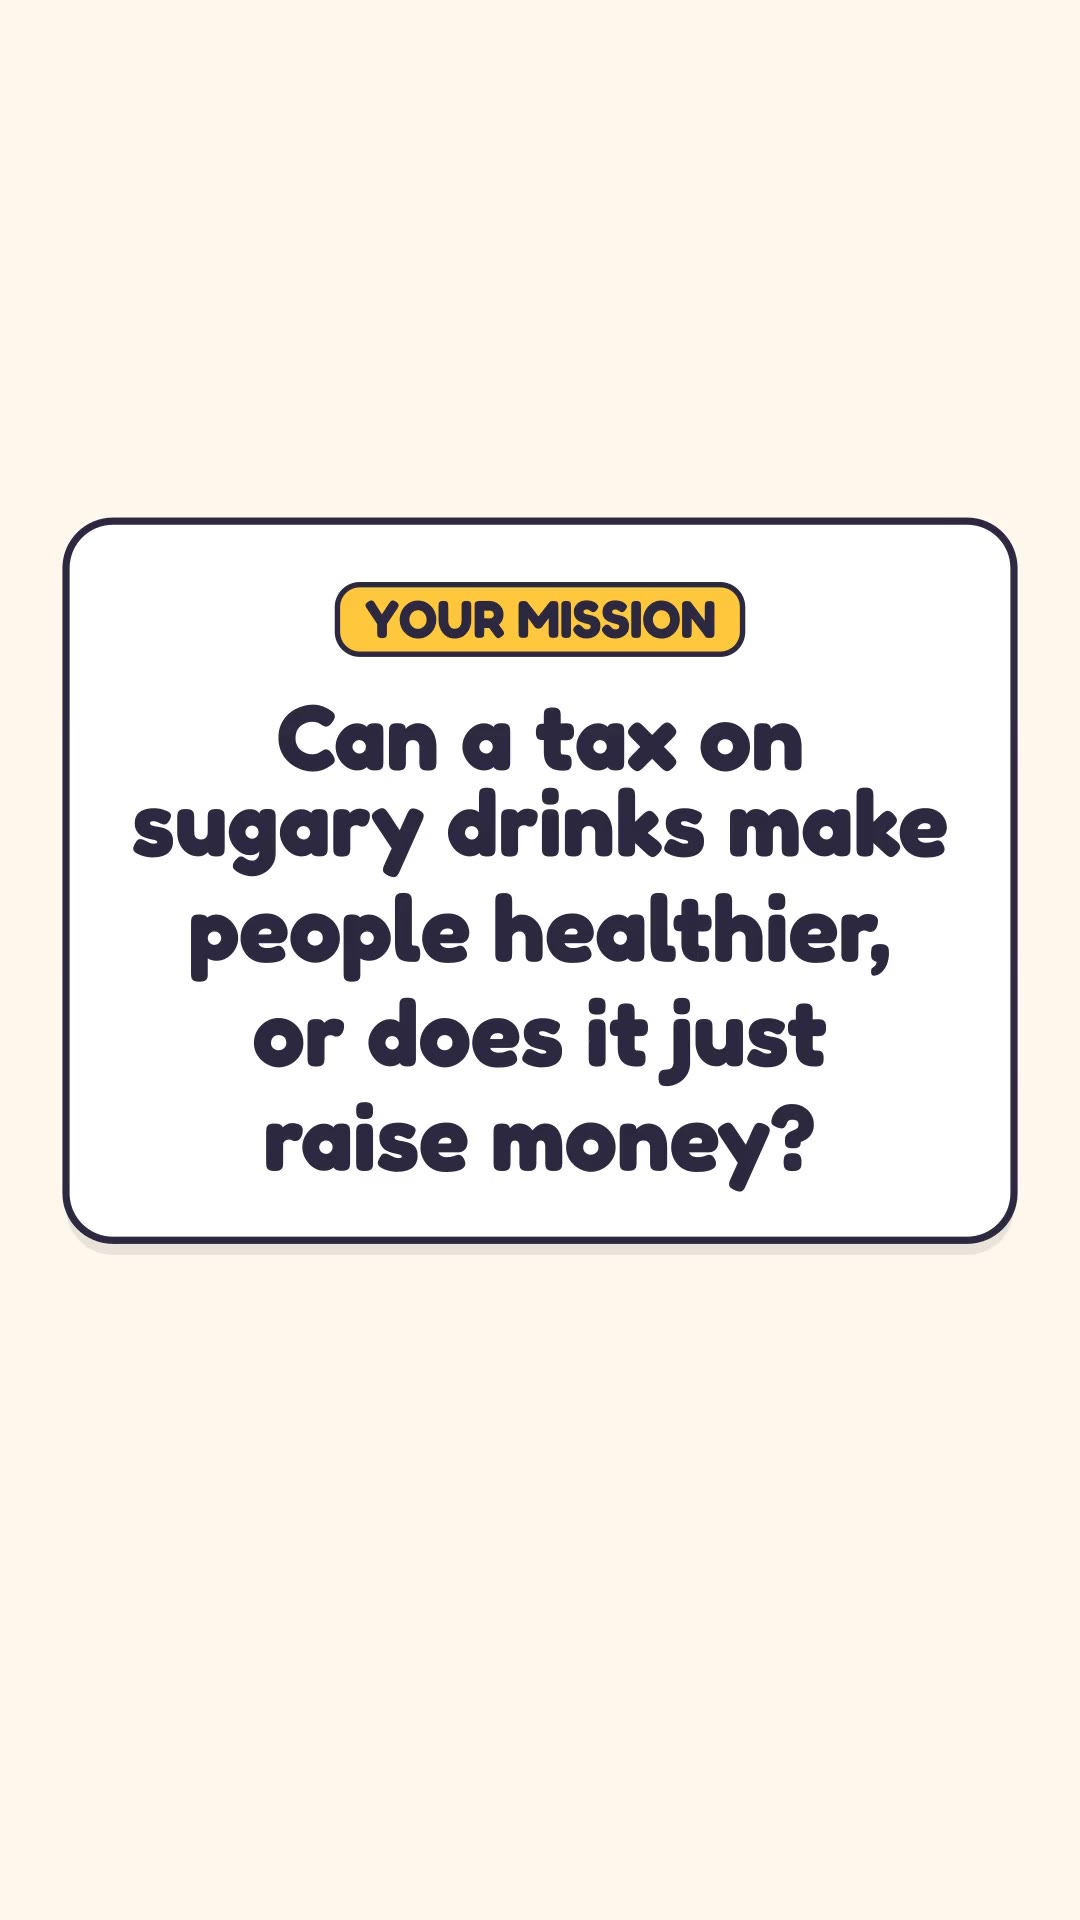 YOUR MISSION
Can a tax on
sugary drinks make
people healthier,
or does it just
raise money?